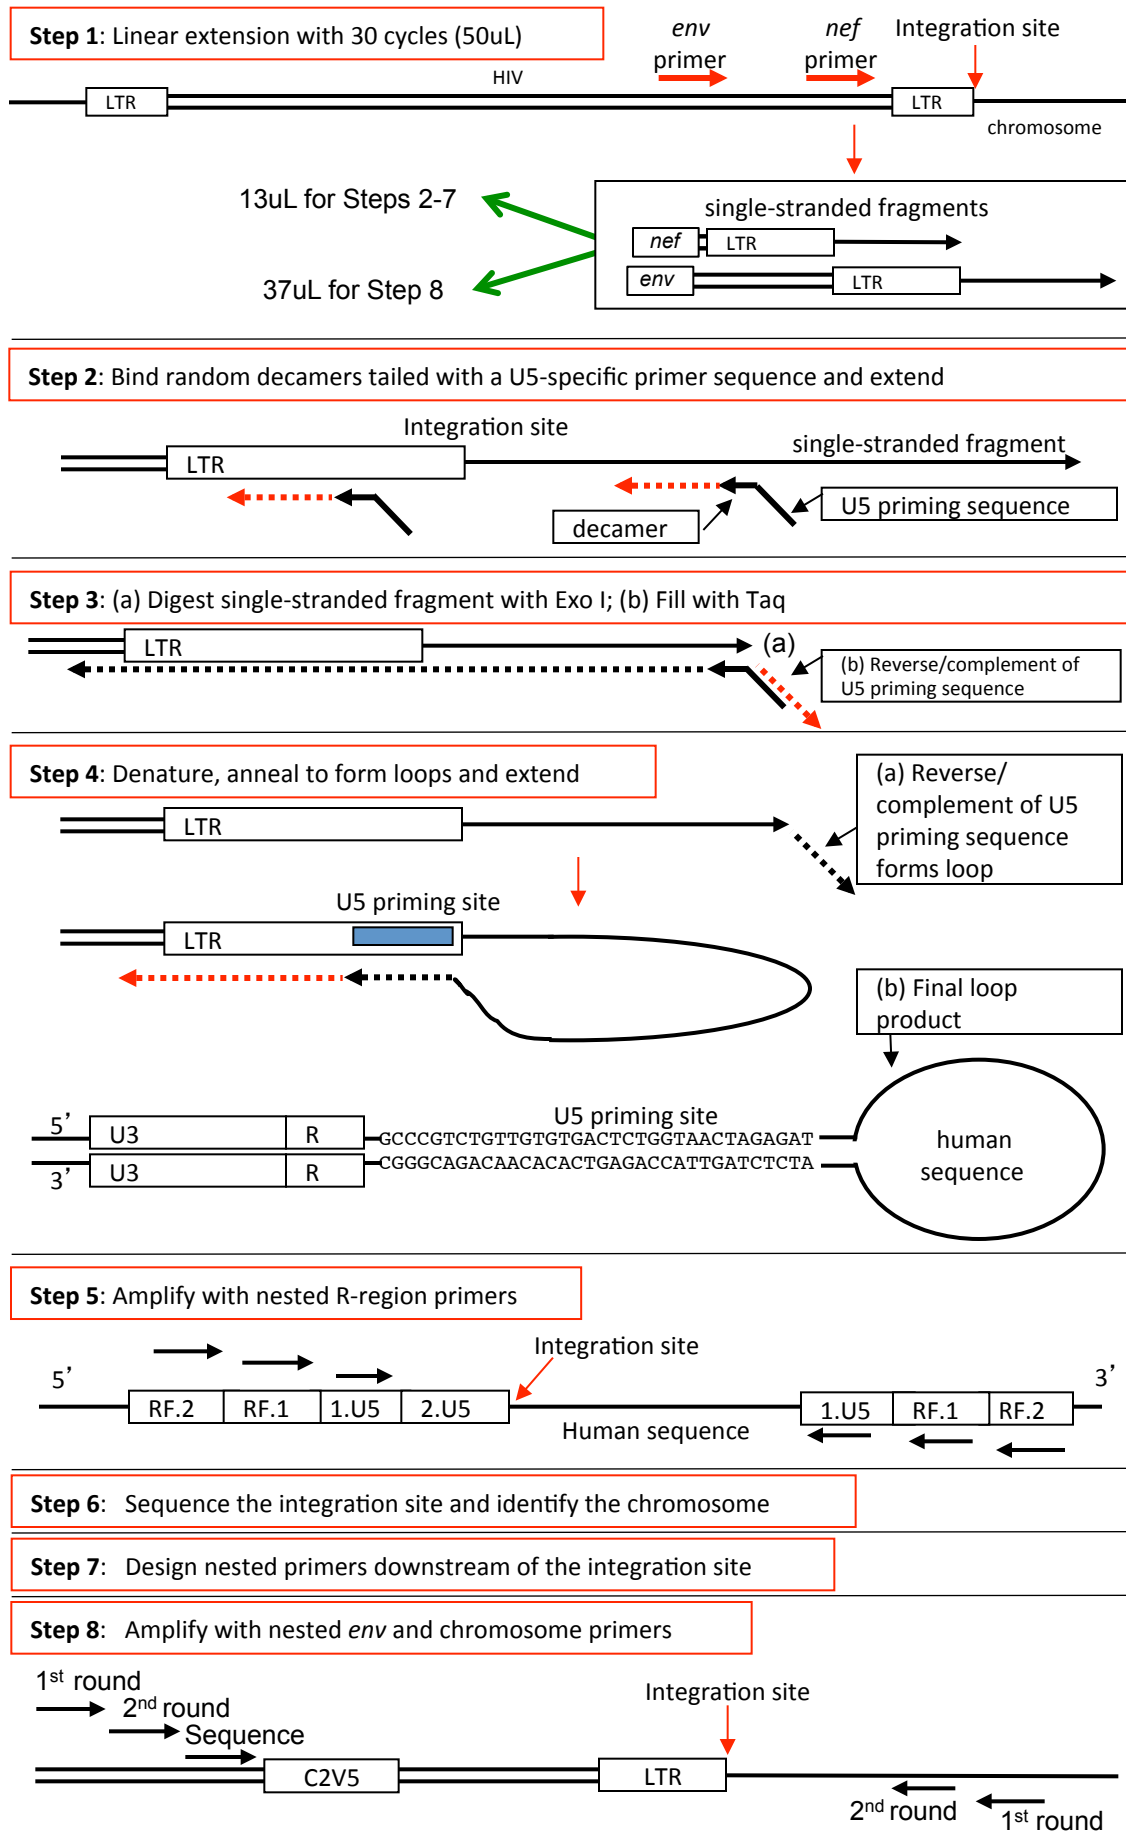 Step 1: Linear extension with 30 cycles (50uL)
env
primer
nef
primer
Integration site
HIV
LTR
LTR
chromosome
13uL for Steps 2-7
37uL for Step 8
single-stranded fragments
nef
LTR
env
LTR
Step 2: Bind random decamers tailed with a U5-specific primer sequence and extend
Integration site
single-stranded fragment
LTR
decamer
U5 priming sequence
Step 3: (a) Digest single-stranded fragment with Exo I; (b) Fill with Taq
LTR
(a)
(b) Reverse/complement of
U5 priming sequence
Step 4: Denature, anneal to form loops and extend
(a) Reverse/
complement of U5
priming sequence
forms loop
LTR
U5 priming site
LTR
(b) Final loop
product
U5 priming site
5’
U3
R
GCCCGTCTGTTGTGTGACTCTGGTAACTAGAGAT
3’
U3
R
CGGGCAGACAACACACTGAGACCATTGATCTCTA
human
sequence
Step 5: Amplify with nested R-region primers
Integration site
5’
3’
RF.2
RF.1
1.U5
2.U5
Human sequence
1.U5
RF.1
RF.2
Step 6: Sequence the integration site and identify the chromosome
Step 7: Design nested primers downstream of the integration site
Step 8: Amplify with nested env and chromosome primers
1st round
2nd round
Sequence
Integration site
C2V5
LTR
2nd round
1st round